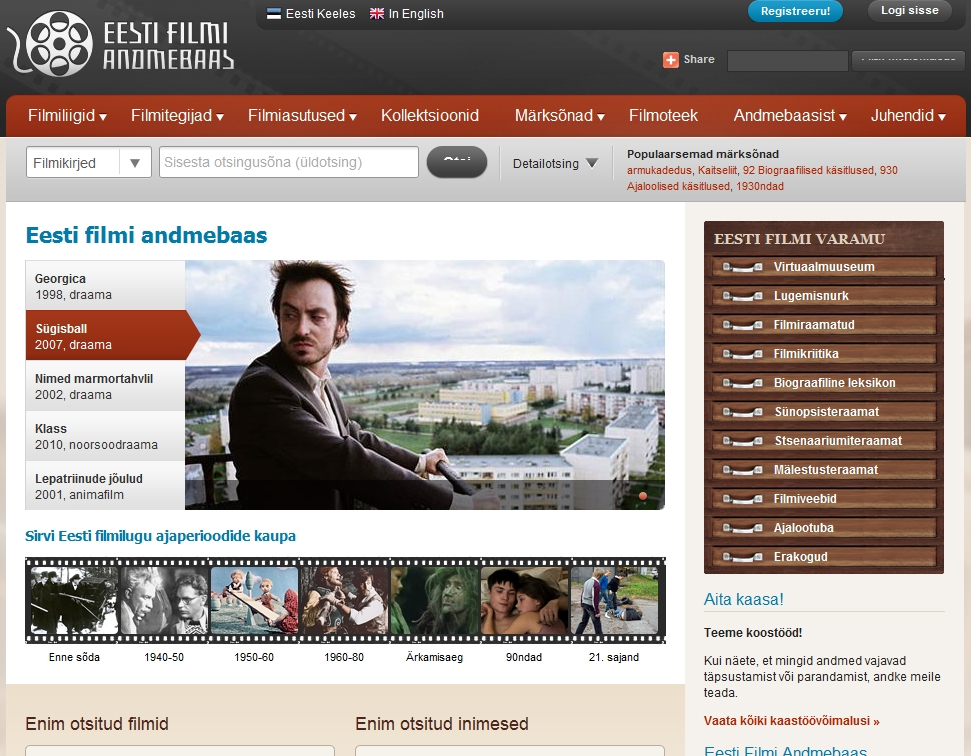 Eesti Keeles In English Registreeru! Logi sisse
EESTI FILMI
ANDMEBAAS
Share
Filmiliigid Filmitegijad Filmiasutused Kollektsioonid Märksõnad Filmoteek Andmebaasist Juhendid
Filmikirjed Sisesta otsingusõna (üldotsing) Detailotsing
Populaarsemad märksõnad
armukadedus, Kaitseliit, 92 Biograafilised käsitlused, 930
Ajaloolised käsitlused, 1930ndad
Eesti filmi andmebaas
Georgica
1998, draama
Sügisball
2007, draama
Nimed marmortahvlil
2002, draama
Klass
2010, noorsoodraama
Lepatriinude jõulud
2001, animafilm
Sirvi Eesti filmilugu ajaperioodide kaupa
Enne sõda 1940-50 1950-60 1960-80 Ärkamisaeg 90ndad 21. sajand
Enim otsitud filmid Enim otsitud inimesed
EESTI FILMI VARAMU
Virtuaalmuuseum
Lugemisnurk
Filmiraamatud
Filmikriitika
Biograafiline leksikon
Sünopsisteraamat
Stsenaariumiteraamat
Mälestusteraamat
Filmiveebid
Ajalootuba
Erakogud
Aita kaasa!
Teeme koostööd!
Kui näete, et mingid andmed vajavad
täpsustamist või parandamist, andke meile
teada.
Vaata kõiki kaastöövõimalusi »
Eesti Filmi Andmebaas